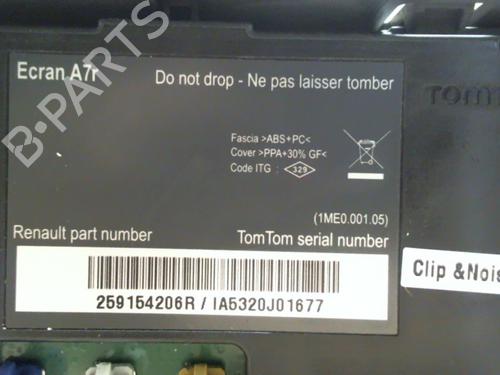 Ecran A7r
Do not drop - Ne pas laisser tomber
TOMT
Fascia >ABS+PC<
Cover >PPA+30% GF<
Code ITG : 329
(1ME0.001.05)
Renault part number
TomTom serial number
Clip &Nois
259154206R / IA5320J01677
B-Parts